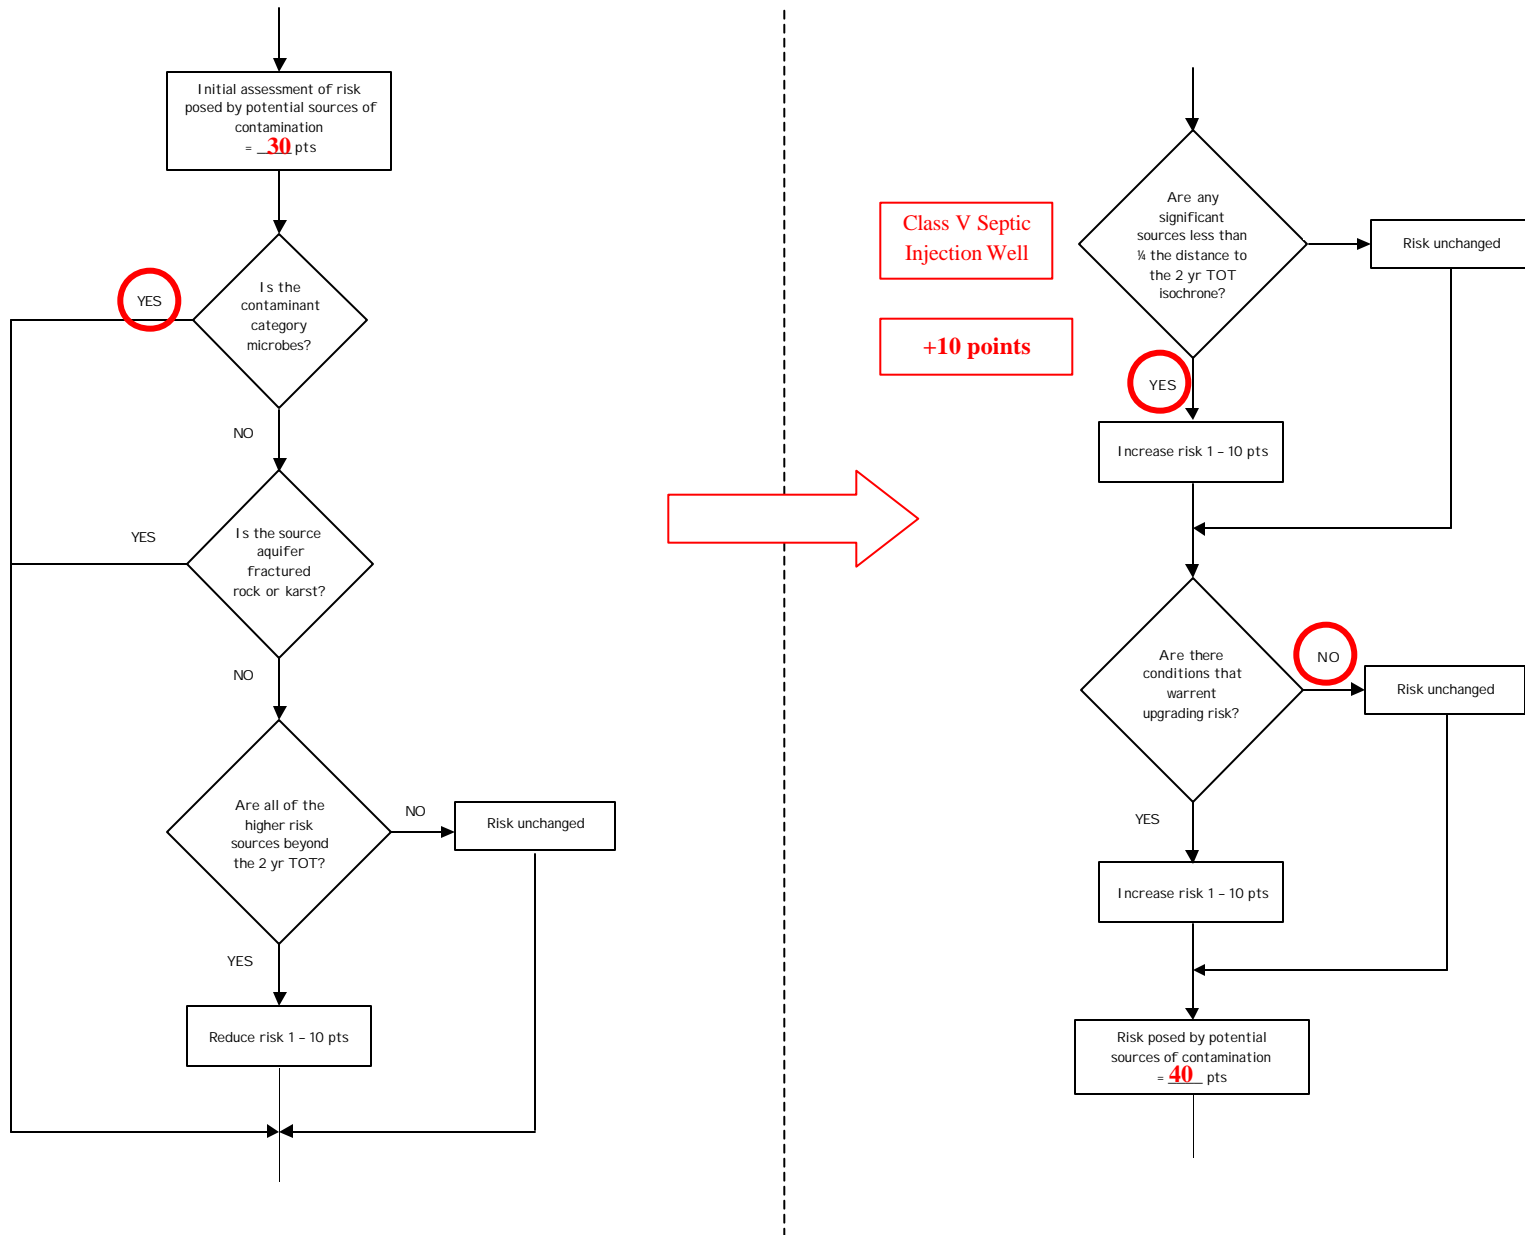 Initial assessment of risk
posed by potential sources of
contamination
= 30 pts
YES
Is the
contaminant
category
microbes?
NO
YES
Is the source
aquifer
fractured
rock or karst?
NO
Are all of the
higher risk
sources beyond
the 2 yr TOT?
NO
Risk unchanged
YES
Reduce risk 1 – 10 pts
Class V Septic
Injection Well
+10 points
Are any
significant
sources less than
¼ the distance to
the 2 yr TOT
isochrone?
Risk unchanged
YES
Increase risk 1 – 10 pts
Are there
conditions that
warrent
upgrading risk?
NO
Risk unchanged
YES
Increase risk 1 – 10 pts
Risk posed by potential
sources of contamination
= 40 pts